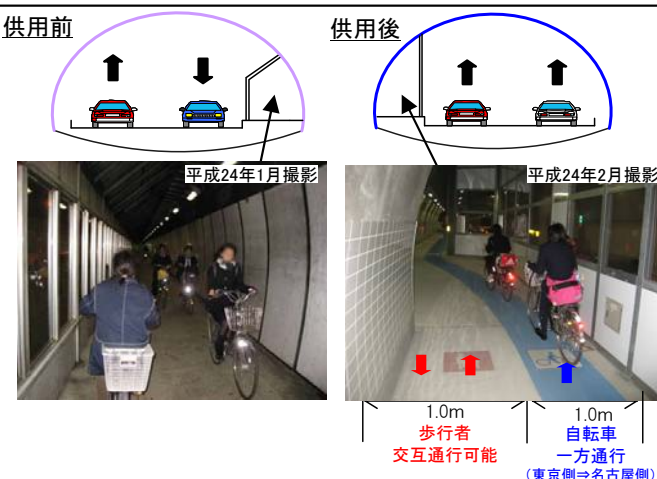 供用前
供用後
平成24年1月撮影
平成24年2月撮影
1.0m
歩行者
交互通行可能
1.0m
自転車
一方通行
(東京側⇒名古屋側)